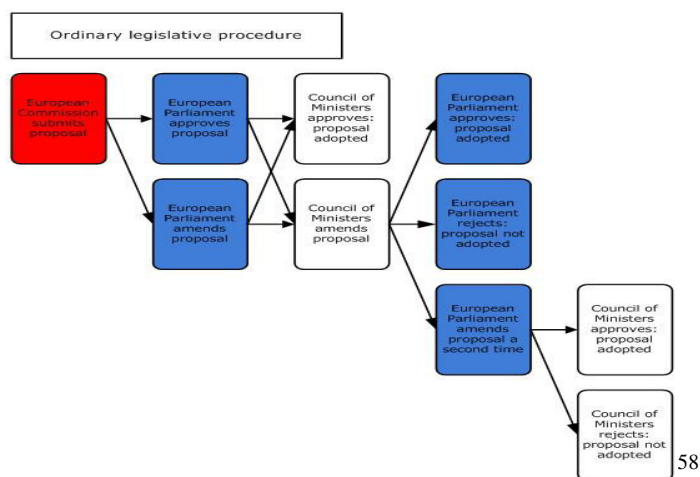 Ordinary legislative procedure
European
Commission
submits
proposal
European
Parliament
approves
proposal
Council of
Ministers
approves:
proposal
adopted
European
Parliament
approves:
proposal
adopted
European
Parliament
amends
proposal
Council of
Ministers
amends
proposal
European
Parliament
rejects:
proposal not
adopted
European
Parliament
amends
proposal a
second time
Council of
Ministers
approves:
proposal
adopted
Council of
Ministers
rejects:
proposal not
adopted
58